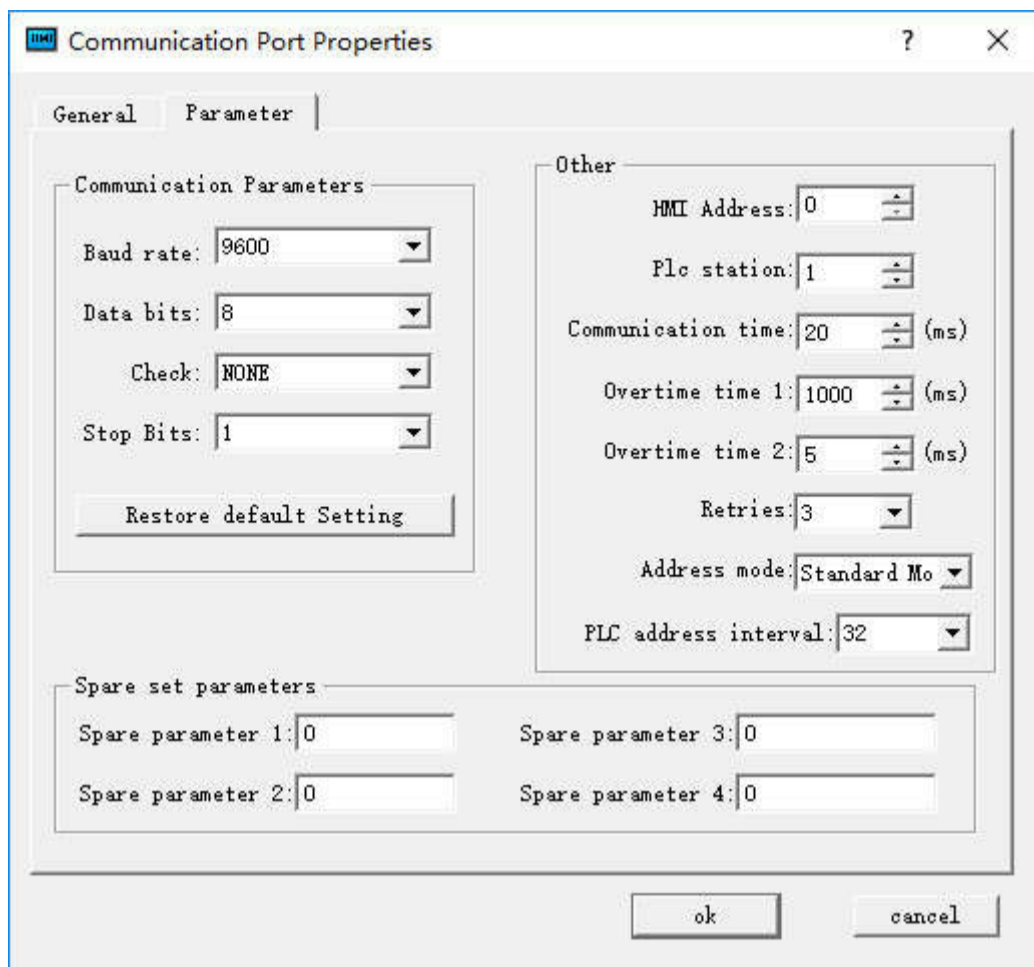 HMI Communication Port Properties ? ×
General Parameter
Communication Parameters
Baud rate: 9600
Data bits: 8
Check: NONE
Stop Bits: 1
Restore default Setting
Other
HMI Address: 0
Plc station: 1
Communication time: 20 (ms)
Overtime time 1: 1000 (ms)
Overtime time 2: 5 (ms)
Retries: 3
Address mode: Standard Mo
PLC address interval: 32
Spare set parameters
Spare parameter 1: 0 Spare parameter 3: 0
Spare parameter 2: 0 Spare parameter 4: 0
ok cancel